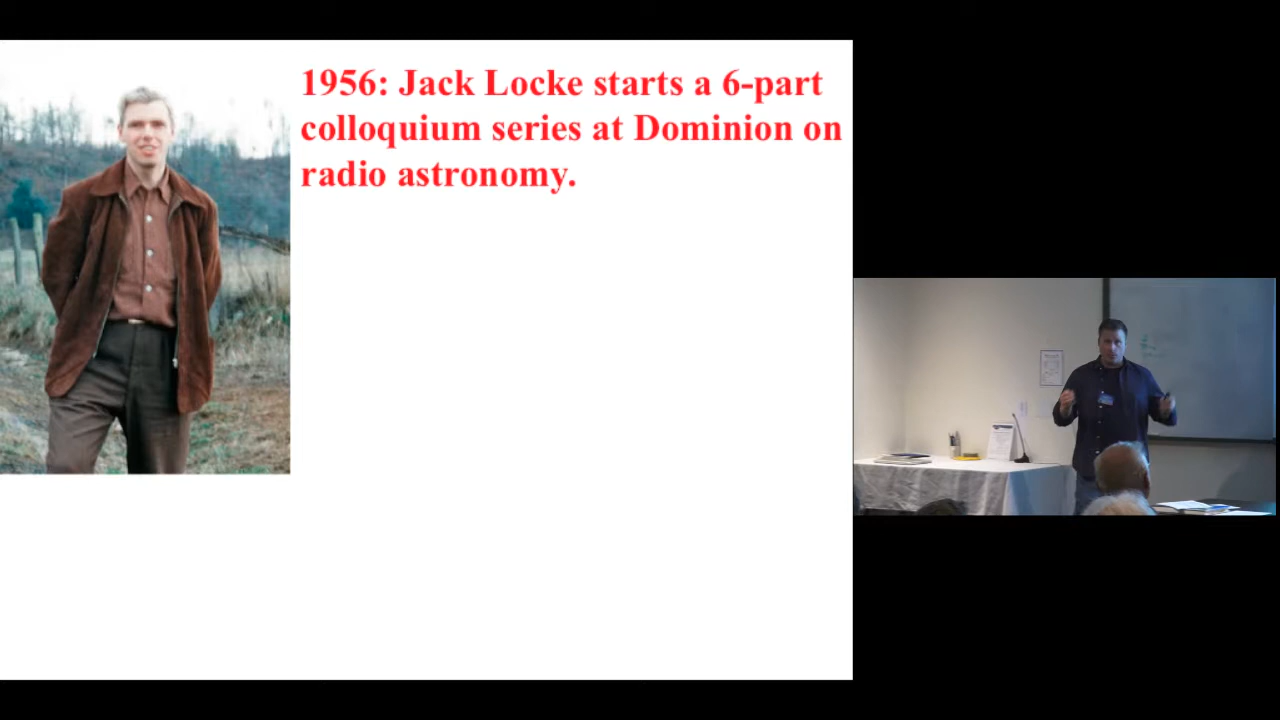 1956: Jack Locke starts a 6-part
colloquium series at Dominion on
radio astronomy.